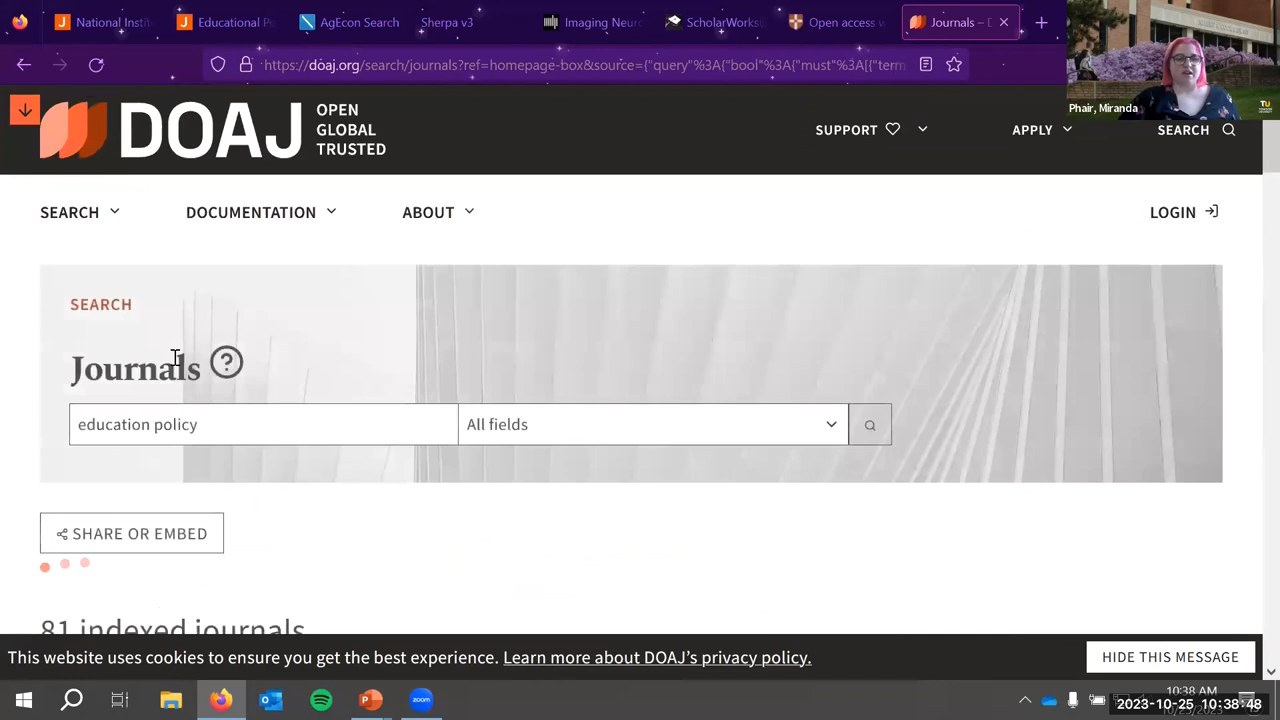 National Instit
Educational Po
AgEcon Search
Sherpa v3
Imaging Neuro
ScholarWorks
Open access w
Journals – D
https://doaj.org/search/journals?ref=homepage-box&source={"query"%3A{"bool"%3A{"must"%3A[{"term
Phair, Miranda
TU
DOAJ
OPEN
GLOBAL
TRUSTED
SUPPORT
APPLY
SEARCH
SEARCH
DOCUMENTATION
ABOUT
LOGIN
SEARCH
Journals ?
education policy
All fields
SHARE OR EMBED
81 indexed journals
This website uses cookies to ensure you get the best experience. Learn more about DOAJ's privacy policy.
HIDE THIS MESSAGE
zoom
10:38 AM
2023-10-25 10:38:48